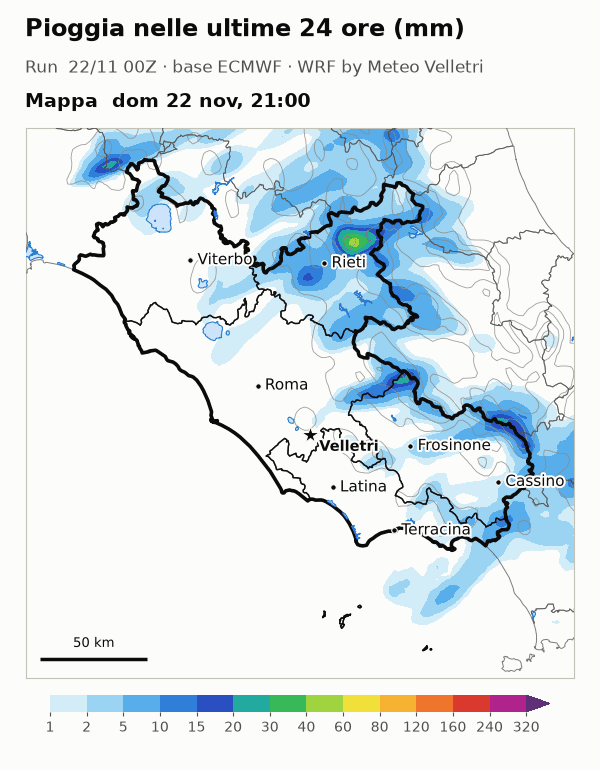 Pioggia nelle ultime 24 ore (mm)
Run  22/11 00Z · base ECMWF · WRF by Meteo Velletri
Mappa  dom 22 nov, 21:00
Viterbo
Rieti
Roma
Velletri
Frosinone
Latina
Cassino
Terracina
50 km
1 2 5 10 15 20 30 40 60 80 120 160 240 320